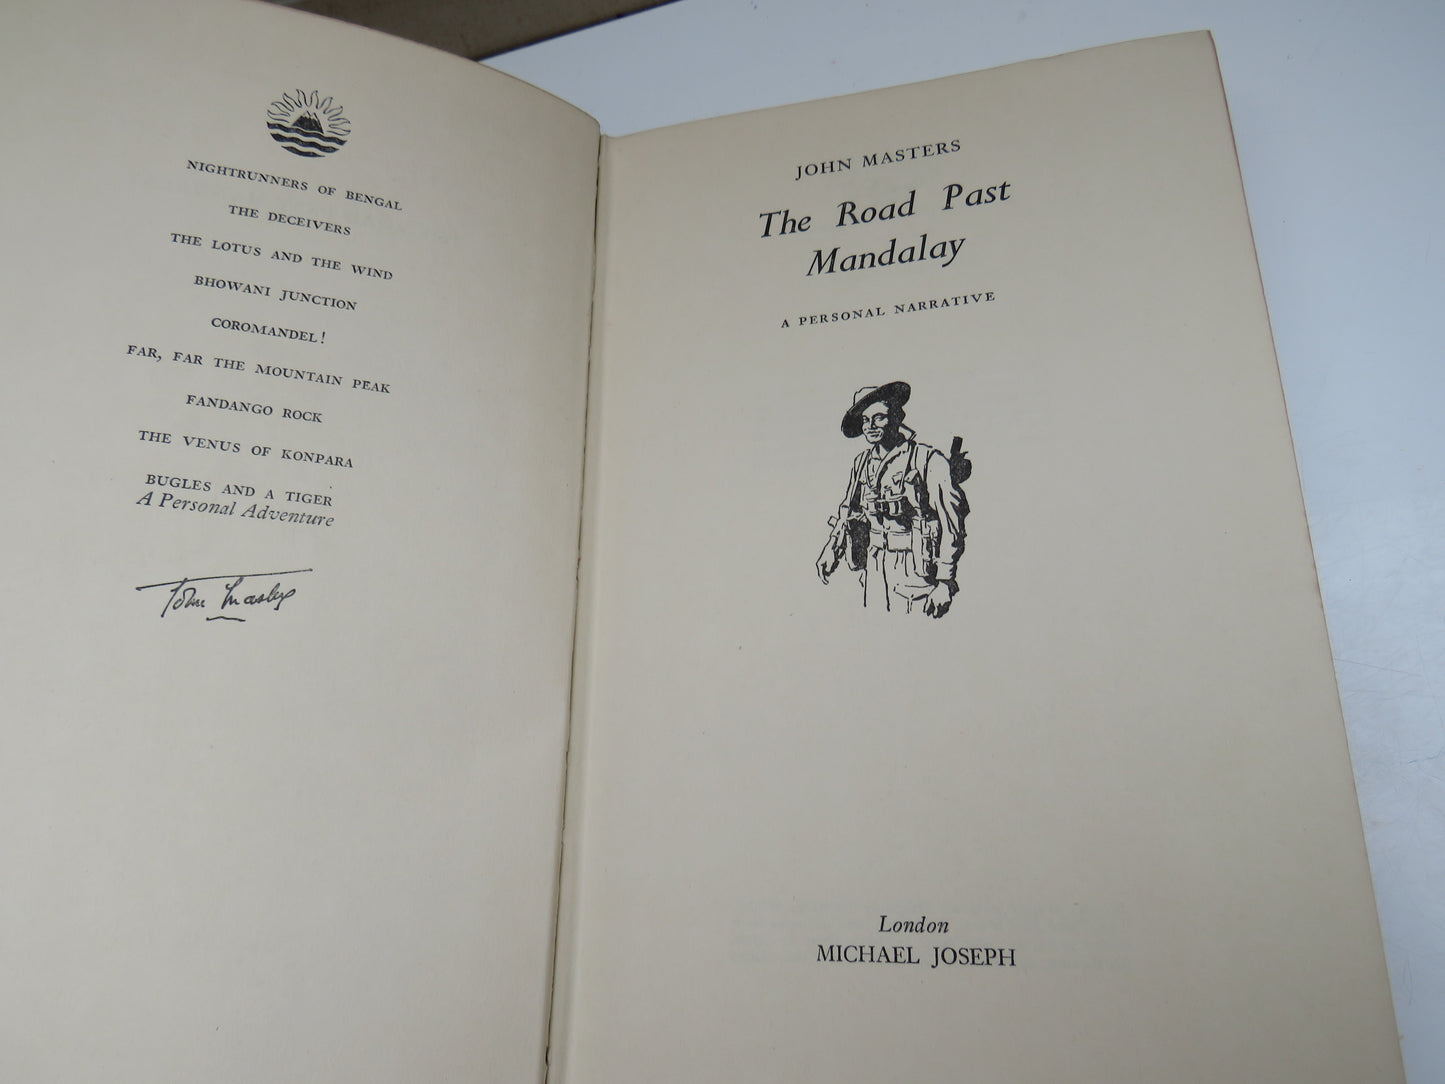 NIGHTRUNNERS OF BENGAL
THE DECEIVERS
THE LOTUS AND THE WIND
BHOWANI JUNCTION
COROMANDEL!
FAR, FAR THE MOUNTAIN PEAK
FANDANGO ROCK
THE VENUS OF KONPARA
BUGLES AND A TIGER
A Personal Adventure
John Masters
JOHN MASTERS
The Road Past
Mandalay
A PERSONAL NARRATIVE
London
MICHAEL JOSEPH